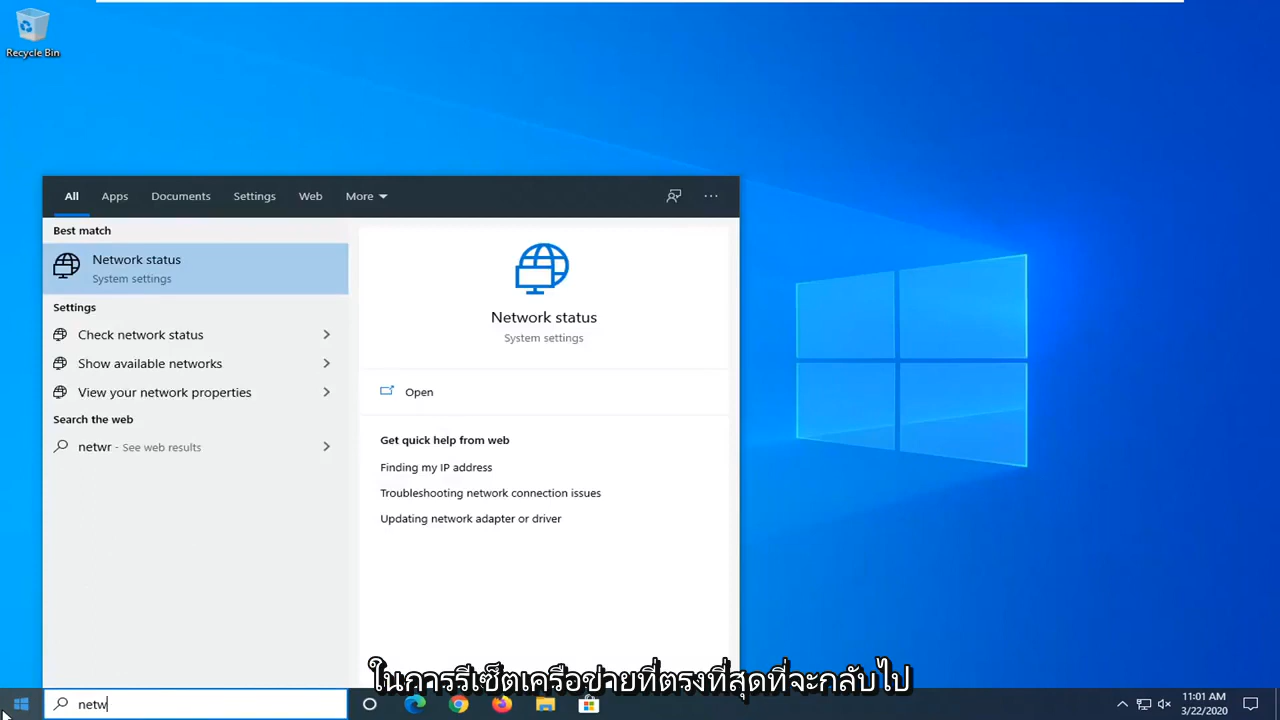 Recycle Bin
All Apps Documents Settings Web More
Best match
Network status
System settings
Settings
Check network status
Show available networks
View your network properties
Search the web
netwr - See web results
Network status
System settings
Open
Get quick help from web
Finding my IP address
Troubleshooting network connection issues
Updating network adapter or driver
ในการรีเซ็ตเครือข่ายที่ตรงที่สุดที่จะกลับไป
netw
11:01 AM
3/22/2020